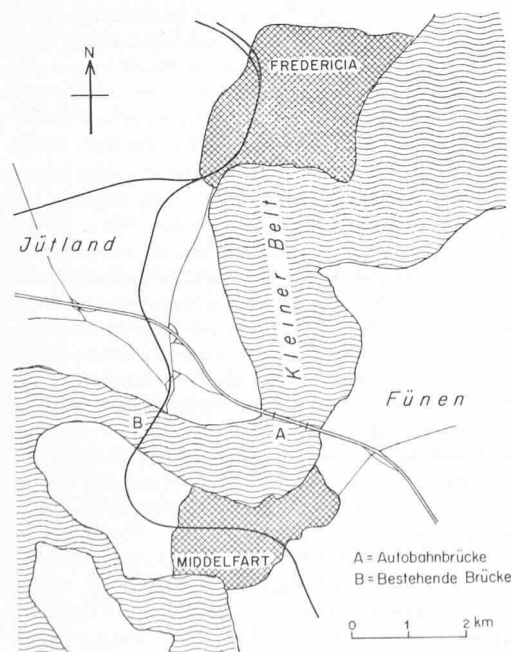 N
FREDERICIA
Jütland
Kleiner Belt
Fünen
B
A
MIDDELFART
A = Autobahnbrücke
B = Bestehende Brücke
0 1 2 km